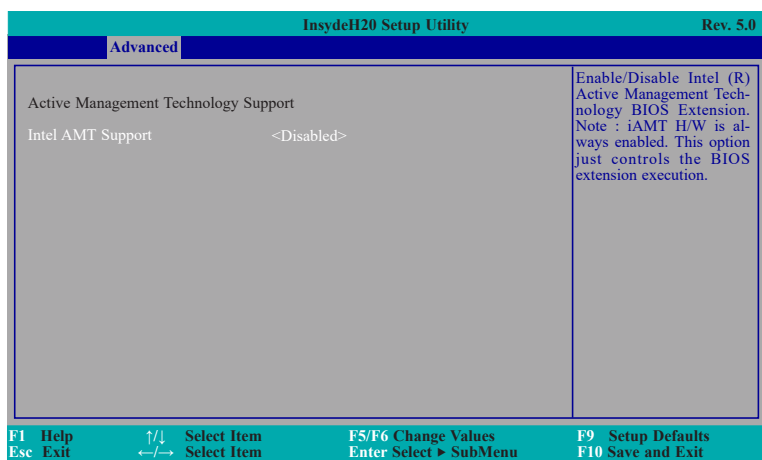 InsydeH20 Setup Utility Rev. 5.0
Advanced
Active Management Technology Support
Intel AMT Support <Disabled>
Enable/Disable Intel (R)
Active Management Tech-
nology BIOS Extension.
Note : iAMT H/W is al-
ways enabled. This option
just controls the BIOS
extension execution.
F1 Help ↑/↓ Select Item F5/F6 Change Values F9 Setup Defaults
Esc Exit ←/→ Select Item Enter Select ▶ SubMenu F10 Save and Exit